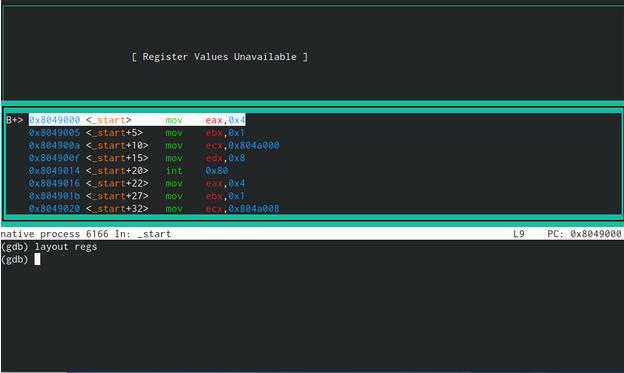 [ Register Values Unavailable ]
B+> 0x8049000 <_start> mov eax,0x4
0x8049005 <_start+5> mov ebx,0x1
0x804900a <_start+10> mov ecx,0x804a000
0x804900f <_start+15> mov edx,0x8
0x8049014 <_start+20> int 0x80
0x8049016 <_start+22> mov eax,0x4
0x804901b <_start+27> mov ebx,0x1
0x8049020 <_start+32> mov ecx,0x804a008
native process 6166 In: _start L9 PC: 0x8049000
(gdb) layout regs
(gdb)